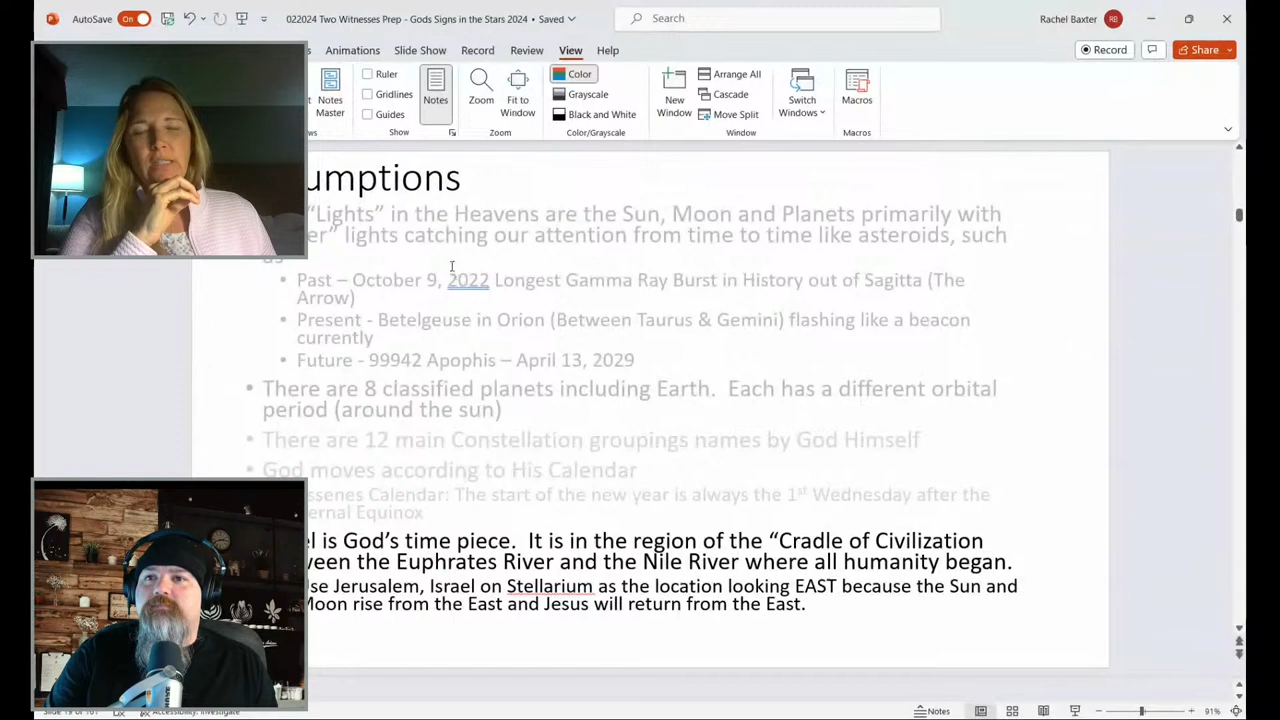 AutoSave On 022024 Two Witnesses Prep - Gods Signs in the Stars 2024 • Saved Search Rachel Baxter RB
Animations Slide Show Record Review View Help Record Share
Ruler
Gridlines
Guides
Show
Notes Master
Notes
Zoom
Fit to Window
Zoom
Color
Grayscale
Black and White
Color/Grayscale
New Window
Arrange All
Cascade
Move Split
Window
Switch Windows
Macros
Macros
umptions
“Lights” in the Heavens are the Sun, Moon and Planets primarily with
er” lights catching our attention from time to time like asteroids, such
as
• Past – October 9, 2022 Longest Gamma Ray Burst in History out of Sagitta (The
Arrow)
• Present - Betelgeuse in Orion (Between Taurus & Gemini) flashing like a beacon
currently
• Future - 99942 Apophis – April 13, 2029
• There are 8 classified planets including Earth. Each has a different orbital
period (around the sun)
• There are 12 main Constellation groupings names by God Himself
• God moves according to His Calendar
ssenes Calendar: The start of the new year is always the 1st Wednesday after the
ernal Equinox
el is God’s time piece. It is in the region of the “Cradle of Civilization
ween the Euphrates River and the Nile River where all humanity began.
se Jerusalem, Israel on Stellarium as the location looking EAST because the Sun and
Moon rise from the East and Jesus will return from the East.
Accessibility: Investigate Notes 91%